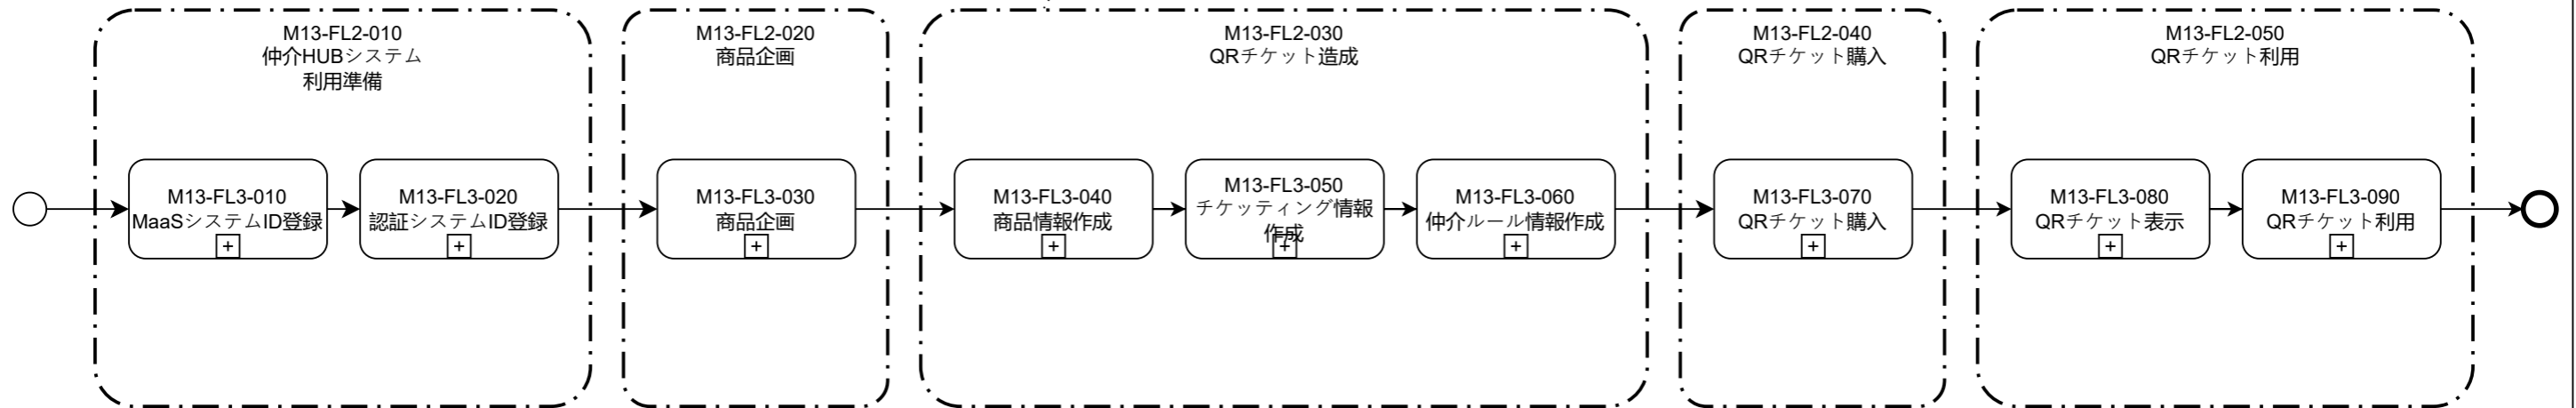 M13-FL2-010
仲介HUBシステム
利用準備
M13-FL3-010
MaaSシステムID登録
+
M13-FL3-020
認証システムID登録
+
M13-FL2-020
商品企画
M13-FL3-030
商品企画
+
M13-FL2-030
QRチケット造成
M13-FL3-040
商品情報作成
+
M13-FL3-050
チケッティング情報
作成
+
M13-FL3-060
仲介ルール情報作成
+
M13-FL2-040
QRチケット購入
M13-FL3-070
QRチケット購入
+
M13-FL2-050
QRチケット利用
M13-FL3-080
QRチケット表示
+
M13-FL3-090
QRチケット利用
+